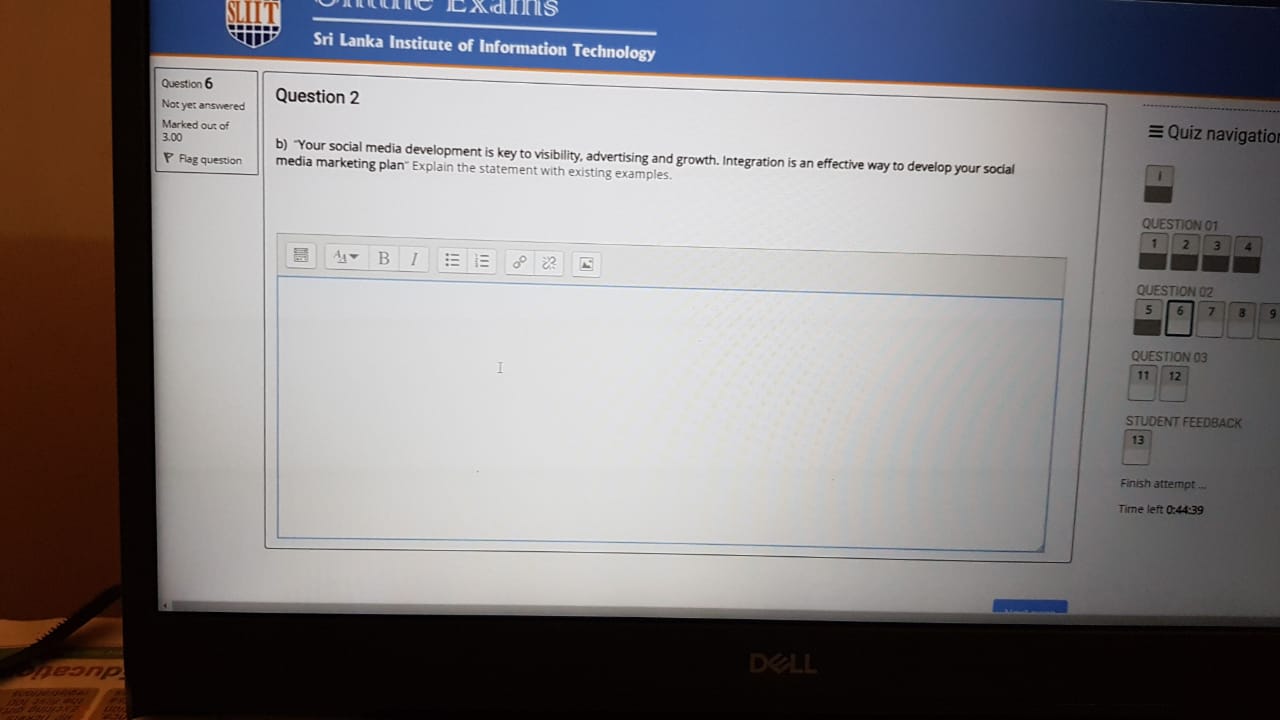 SLIIT
Online Exams
Sri Lanka Institute of Information Technology
Question 6
Not yet answered
Marked out of
3.00
Flag question
Question 2
b) "Your social media development is key to visibility, advertising and growth. Integration is an effective way to develop your social
media marketing plan" Explain the statement with existing examples.
B I
Quiz navigation
i
QUESTION 01
1 2 3 4
QUESTION 02
5 6 7 8 9
QUESTION 03
11 12
STUDENT FEEDBACK
13
Finish attempt ...
Time left 0:44:39
DELL